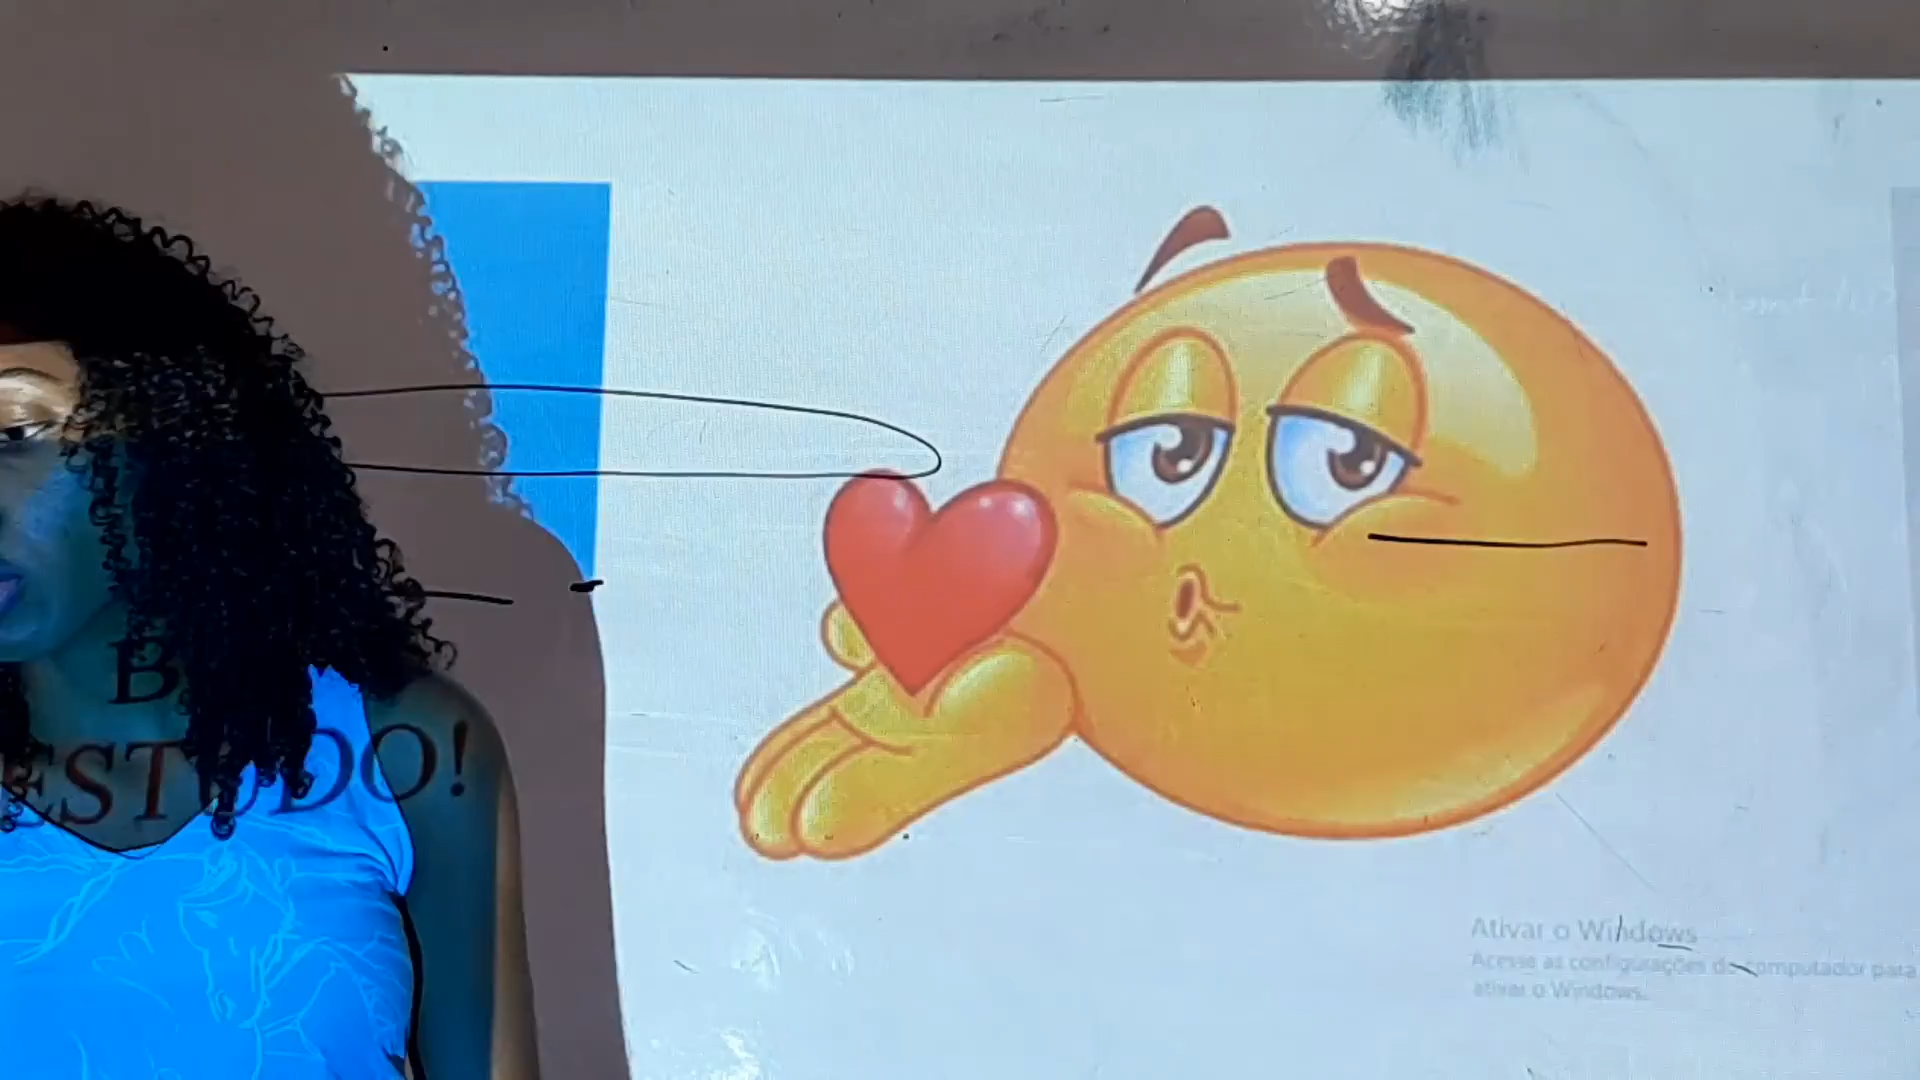 B
ESTUDO!
Ativar o Windows
Acesse as configurações do computador para
ativar o Windows.